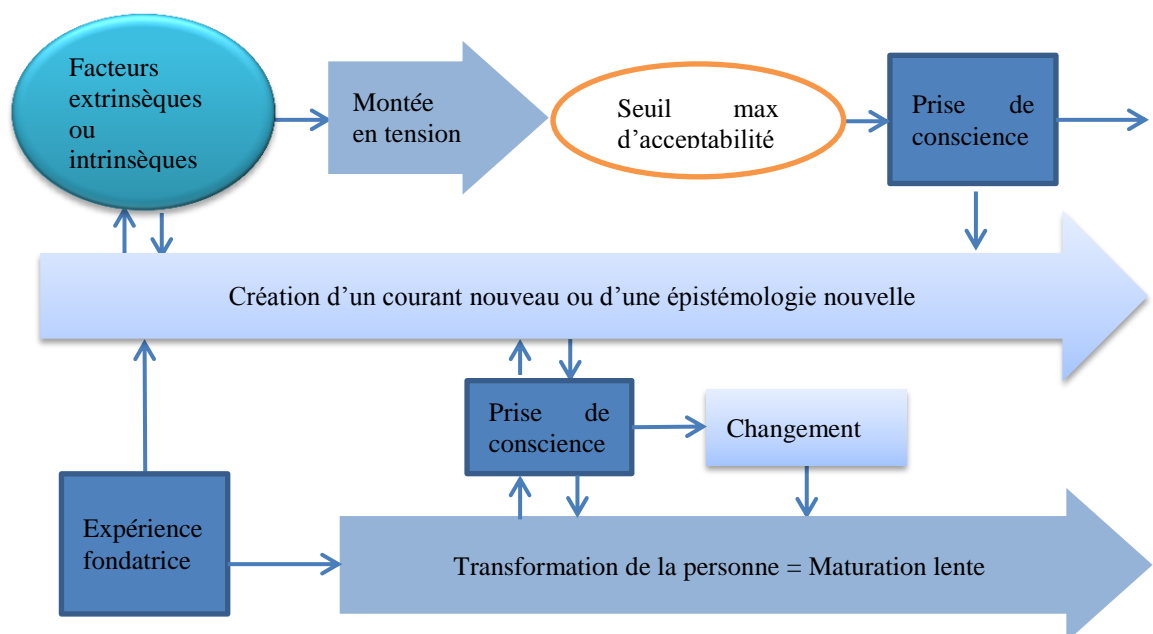 Facteurs
extrinsèques
ou
intrinsèques
Montée
en tension
Seuil max
d’acceptabilité
Prise de
conscience
Création d’un courant nouveau ou d’une épistémologie nouvelle
Prise de
conscience
Changement
Expérience
fondatrice
Transformation de la personne = Maturation lente